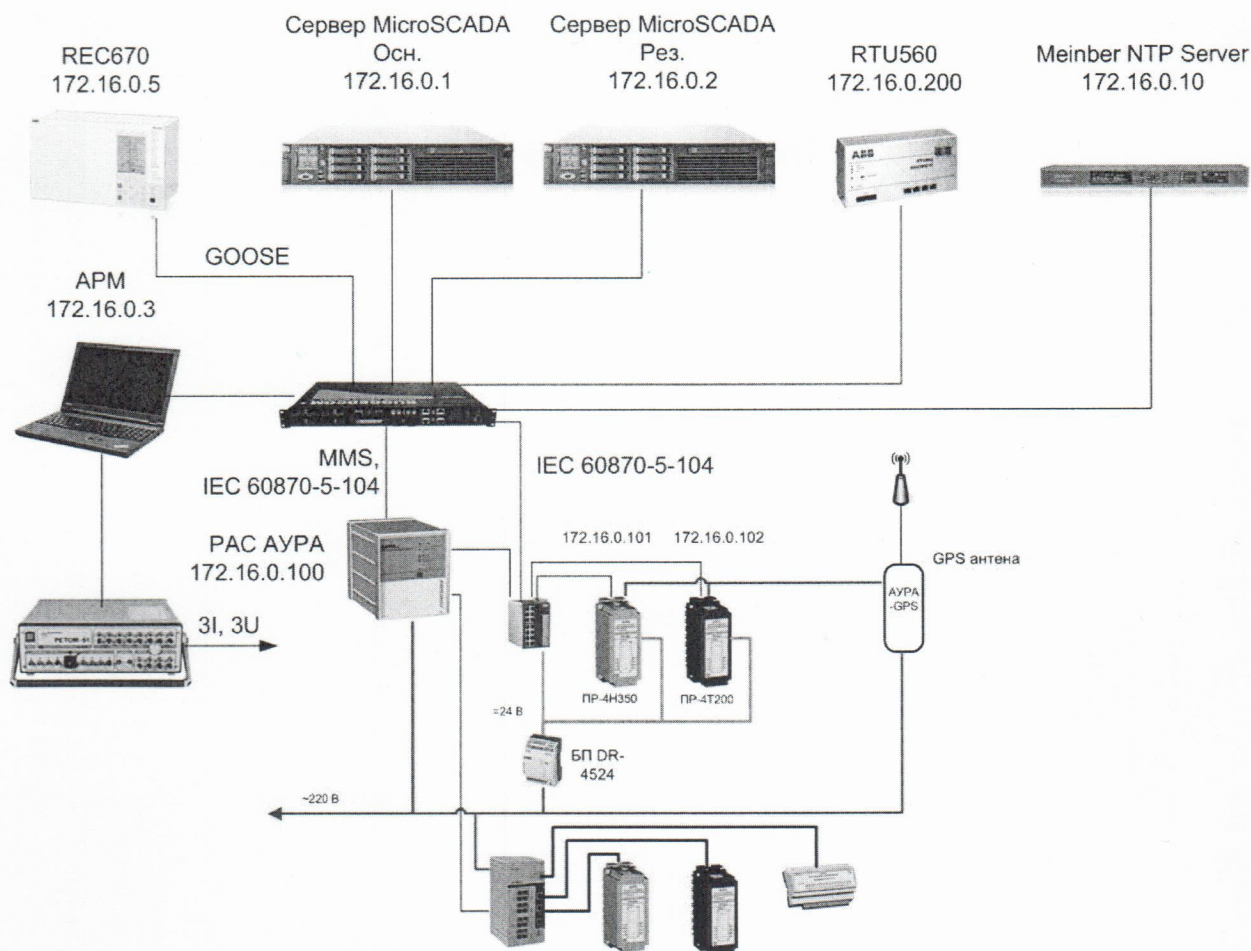 Сервер MicroSCADA
Осн.
172.16.0.1
Сервер MicroSCADA
Рез.
172.16.0.2
REC670
172.16.0.5
RTU560
172.16.0.200
Meinber NTP Server
172.16.0.10
ABB
GOOSE
АРМ
172.16.0.3
MMS,
IEC 60870-5-104
IEC 60870-5-104
РАС АУРА
172.16.0.100
172.16.0.101
172.16.0.102
GPS антена
АУРА
-GPS
РЕТОМ-51
3I, 3U
ПР-4Н350
ПР-4Т200
=24 В
БП DR-
4524
~220 В